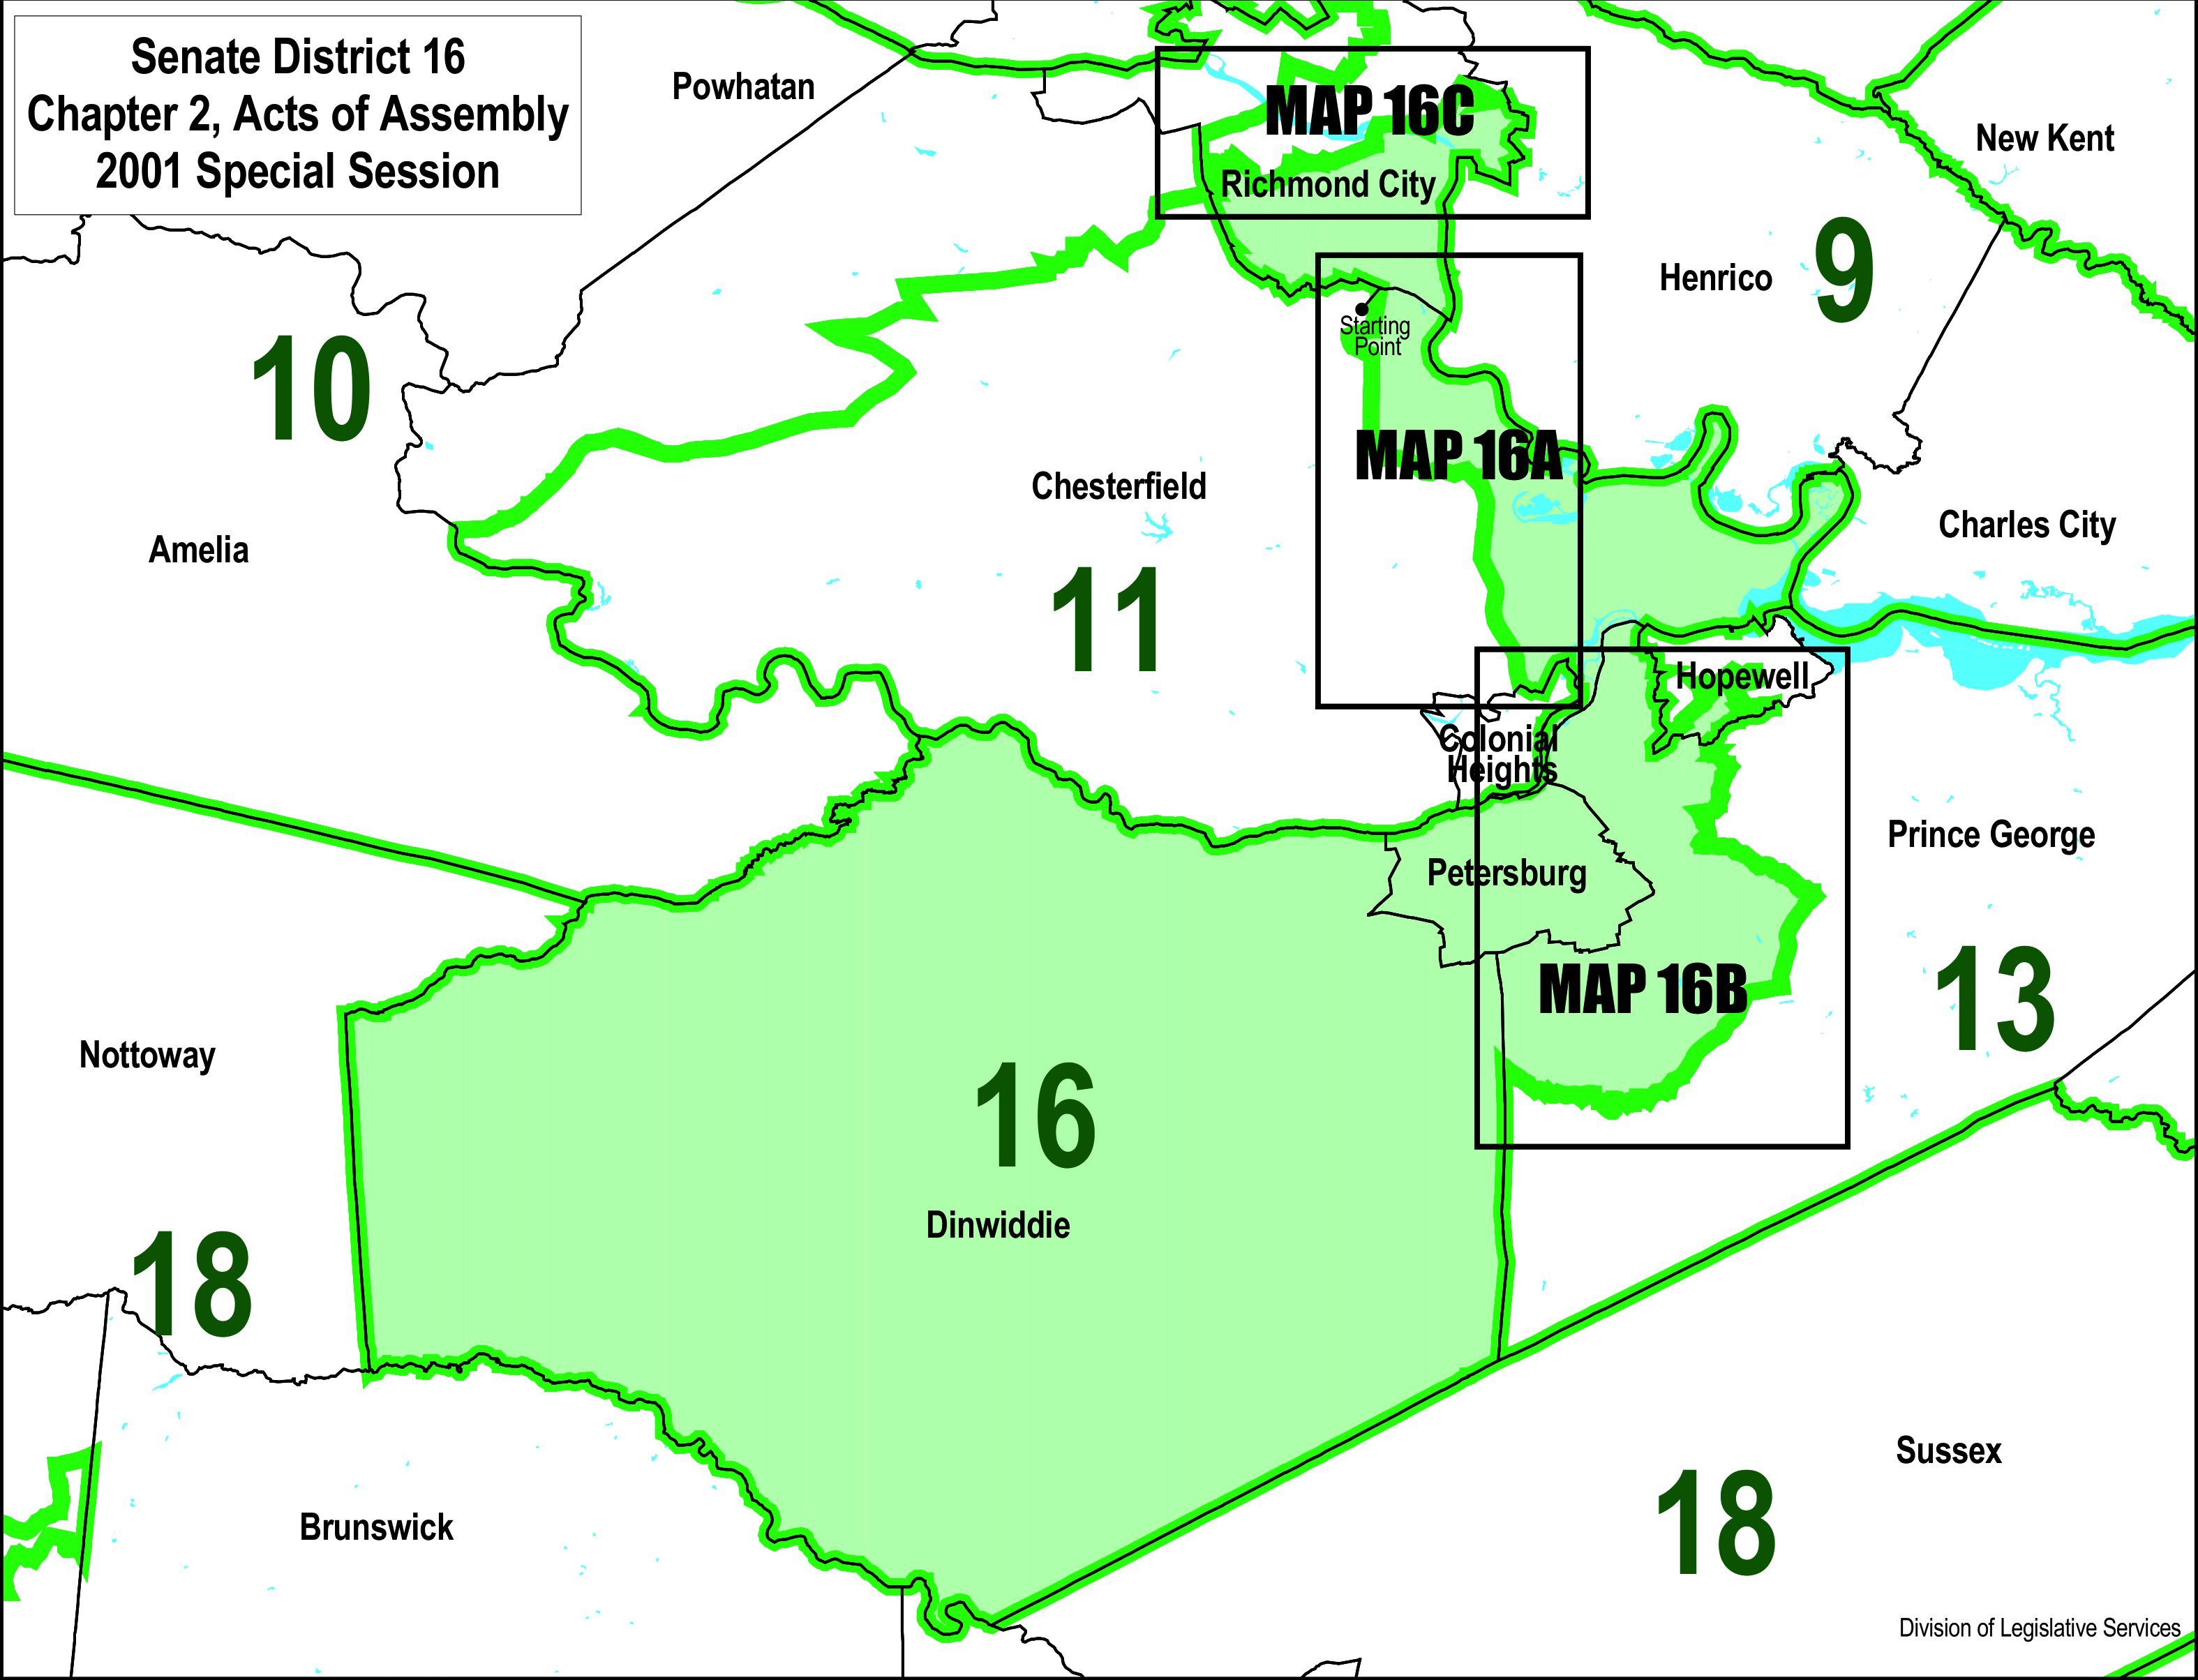 Senate District 16
Chapter 2, Acts of Assembly
2001 Special Session
Powhatan
MAP 16C
New Kent
Richmond City
Henrico
9
Starting
Point
10
MAP 16A
Chesterfield
Charles City
Amelia
11
Hopewell
Colonial
Heights
Prince George
Petersburg
MAP 16B
13
Nottoway
16
Dinwiddie
18
Sussex
Brunswick
18
Division of Legislative Services